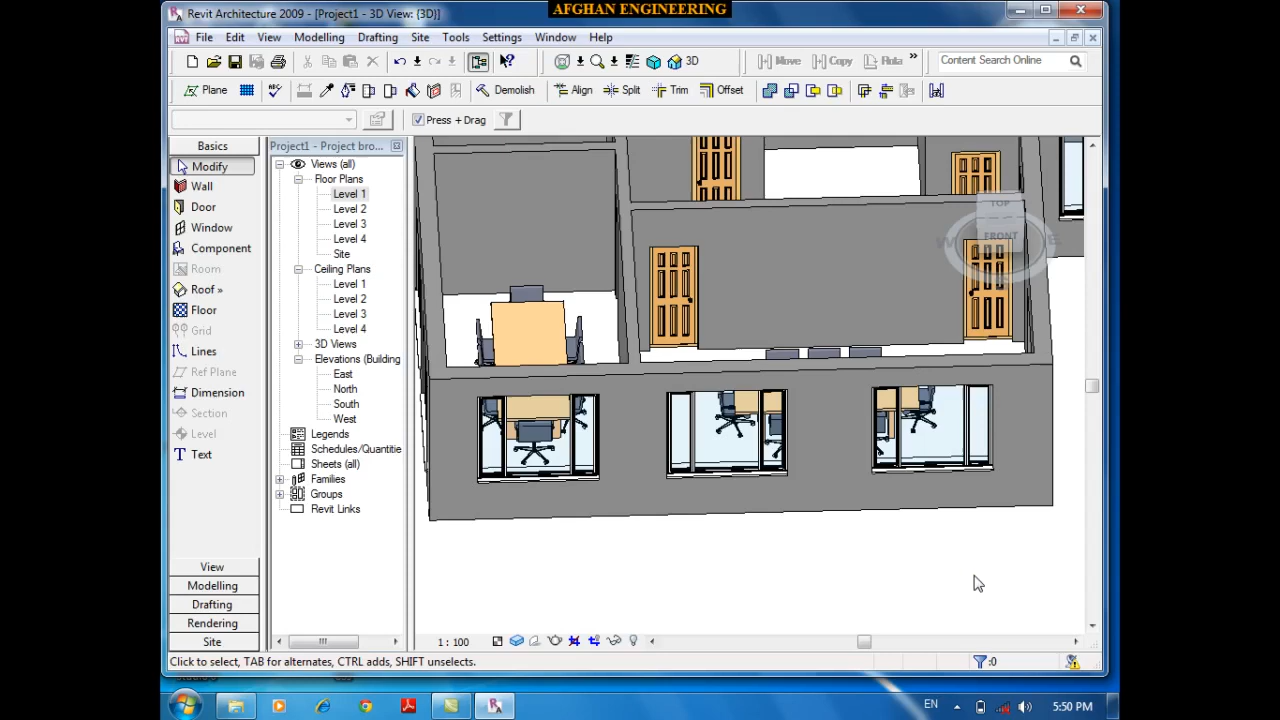 AFGHAN ENGINEERING
Revit Architecture 2009 - [Project1 - 3D View: {3D}]
File Edit View Modelling Drafting Site Tools Settings Window Help
3D Move Copy Rota » Content Search Online
Plane Demolish Align Split Trim Offset
Press + Drag
Basics
Modify
Wall
Door
Window
Component
Room
Roof »
Floor
Grid
Lines
Ref Plane
Dimension
Section
Level
Text
View
Modelling
Drafting
Rendering
Site
Project1 - Project bro...
Views (all)
Floor Plans
Level 1
Level 2
Level 3
Level 4
Site
Ceiling Plans
Level 1
Level 2
Level 3
Level 4
3D Views
Elevations (Building
East
North
South
West
Legends
Schedules/Quantitie
Sheets (all)
Families
Groups
Revit Links
TOP
FRONT
W E
1 : 100
Click to select, TAB for alternates, CTRL adds, SHIFT unselects.
:0
EN 5:50 PM